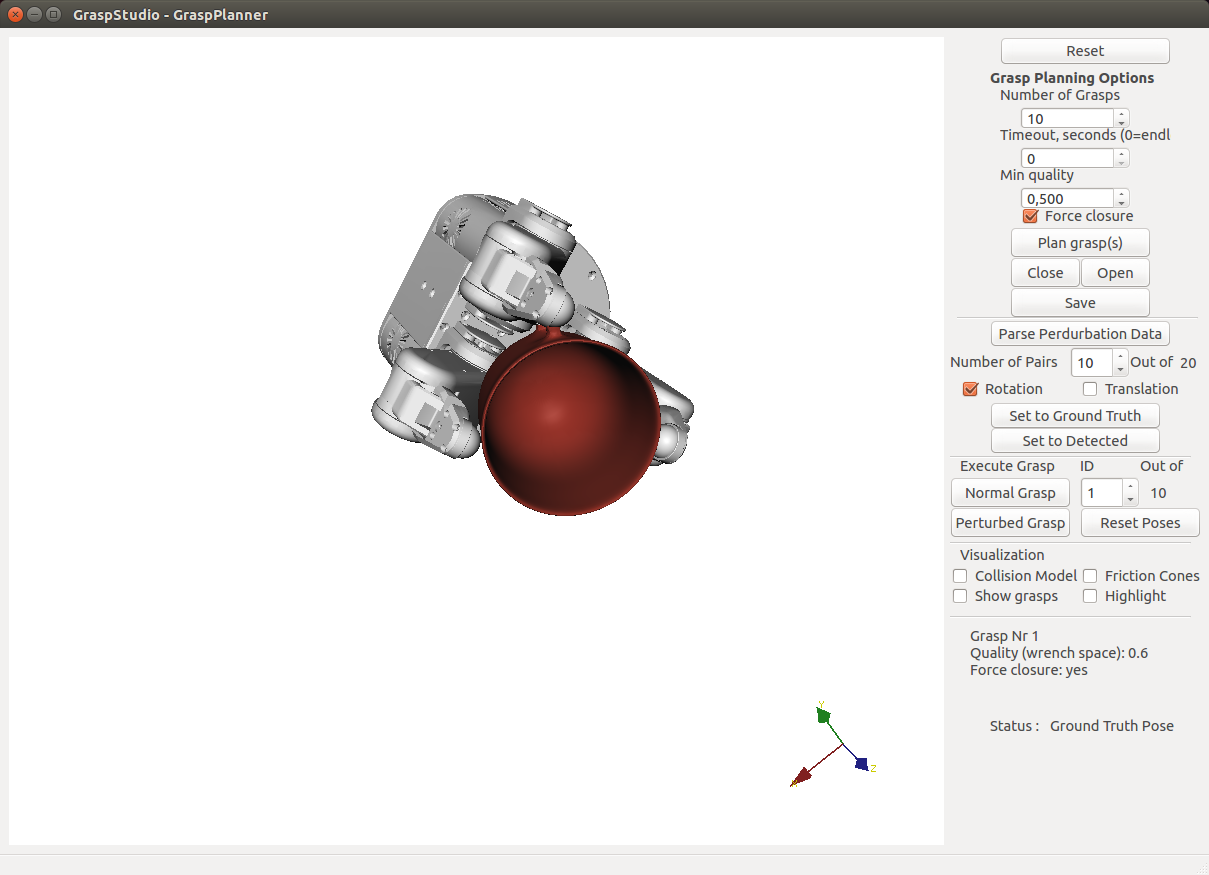 GraspStudio - GraspPlanner
Reset
Grasp Planning Options
Number of Grasps
10
Timeout, seconds (0=endl
0
Min quality
0,500
Force closure
Plan grasp(s)
Close Open
Save
Parse Perdurbation Data
Number of Pairs 10 Out of 20
Rotation Translation
Set to Ground Truth
Set to Detected
Execute Grasp ID Out of
Normal Grasp 1 10
Perturbed Grasp Reset Poses
Visualization
Collision Model Friction Cones
Show grasps Highlight
Grasp Nr 1
Quality (wrench space): 0.6
Force closure: yes
Y
Status : Ground Truth Pose
Z
X